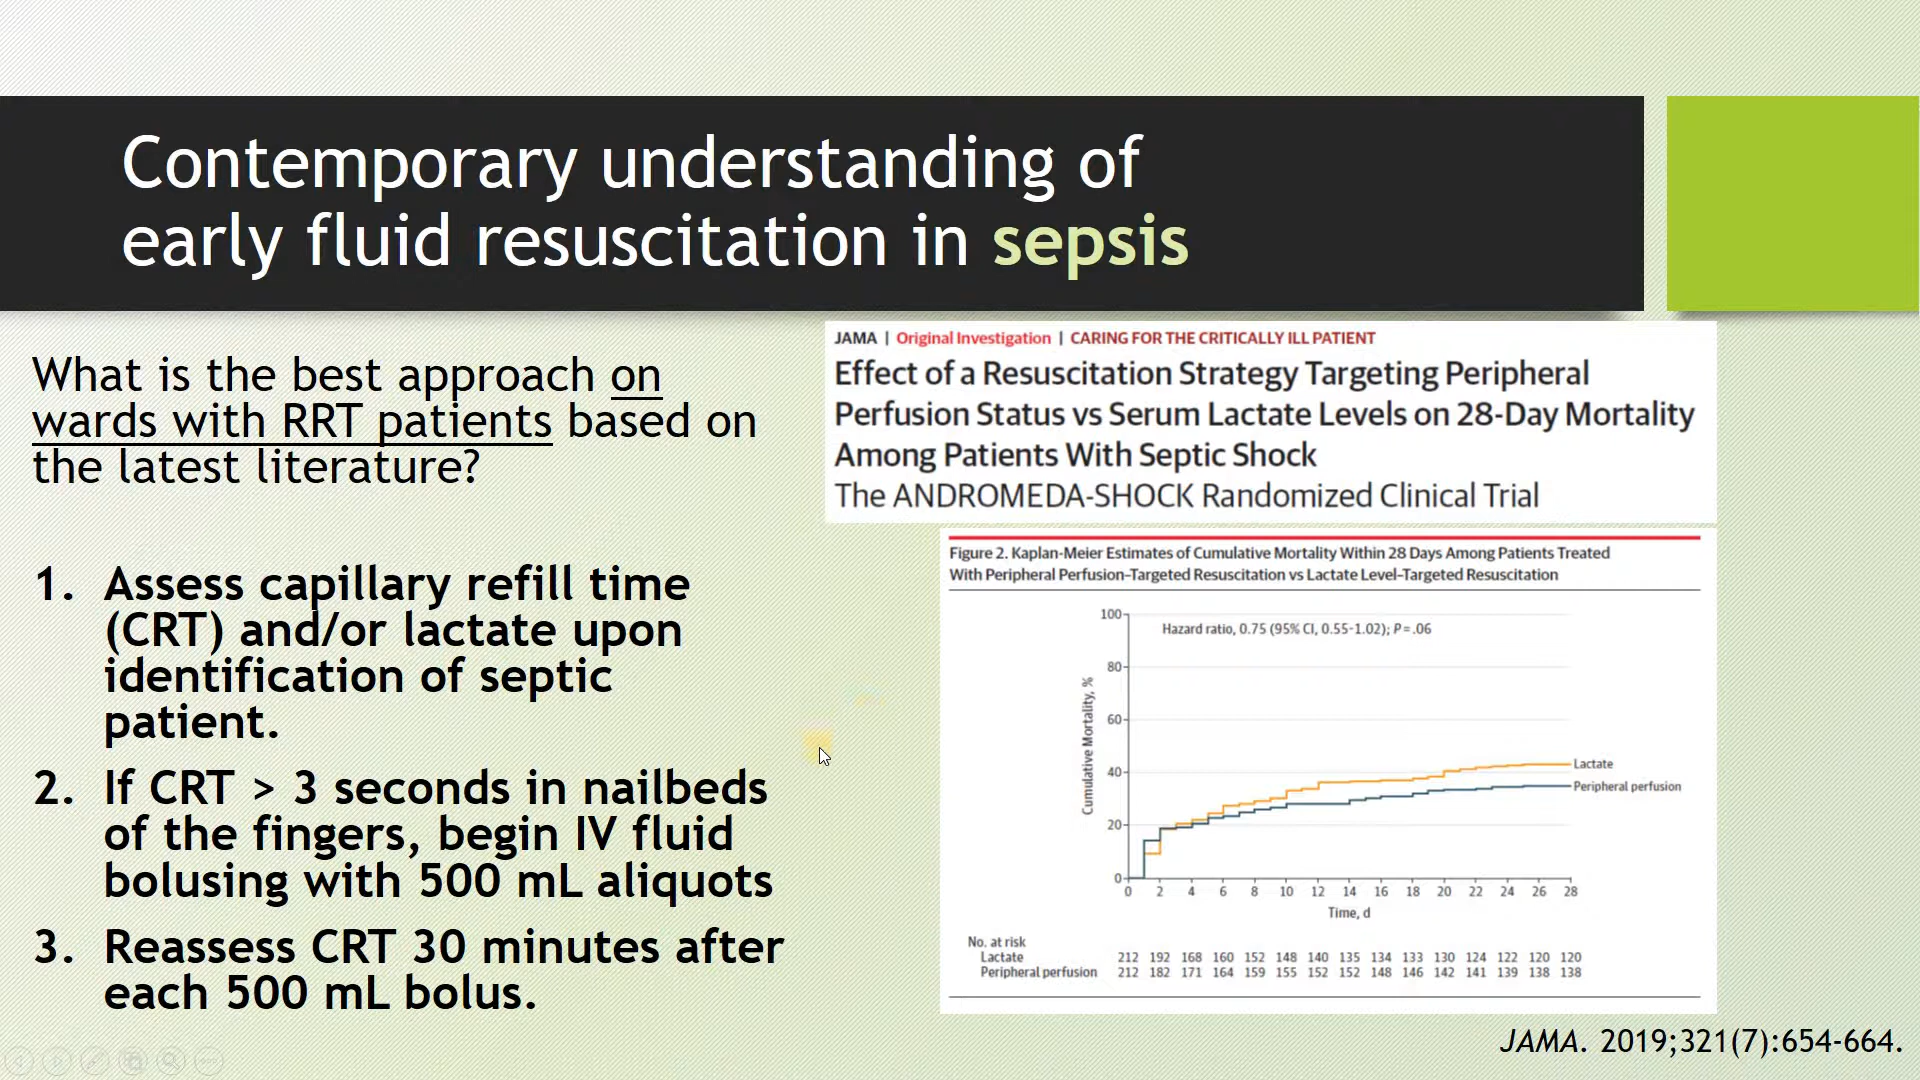 Contemporary understanding of
early fluid resuscitation in sepsis
What is the best approach on
wards with RRT patients based on
the latest literature?
1. Assess capillary refill time
(CRT) and/or lactate upon
identification of septic
patient.
2. If CRT > 3 seconds in nailbeds
of the fingers, begin IV fluid
bolusing with 500 mL aliquots
3. Reassess CRT 30 minutes after
each 500 mL bolus.
JAMA | Original Investigation | CARING FOR THE CRITICALLY ILL PATIENT
Effect of a Resuscitation Strategy Targeting Peripheral
Perfusion Status vs Serum Lactate Levels on 28-Day Mortality
Among Patients With Septic Shock
The ANDROMEDA-SHOCK Randomized Clinical Trial
Figure 2. Kaplan-Meier Estimates of Cumulative Mortality Within 28 Days Among Patients Treated
With Peripheral Perfusion–Targeted Resuscitation vs Lactate Level–Targeted Resuscitation
Hazard ratio, 0.75 (95% CI, 0.55-1.02); P = .06
Cumulative Mortality, %
100
80
60
40
20
0
Lactate
Peripheral perfusion
0 2 4 6 8 10 12 14 16 18 20 22 24 26 28
Time, d
No. at risk
Lactate 212 192 168 160 152 148 140 135 134 133 130 124 122 120 120
Peripheral perfusion 212 182 171 164 159 155 152 152 148 146 142 141 139 138 138
JAMA. 2019;321(7):654-664.